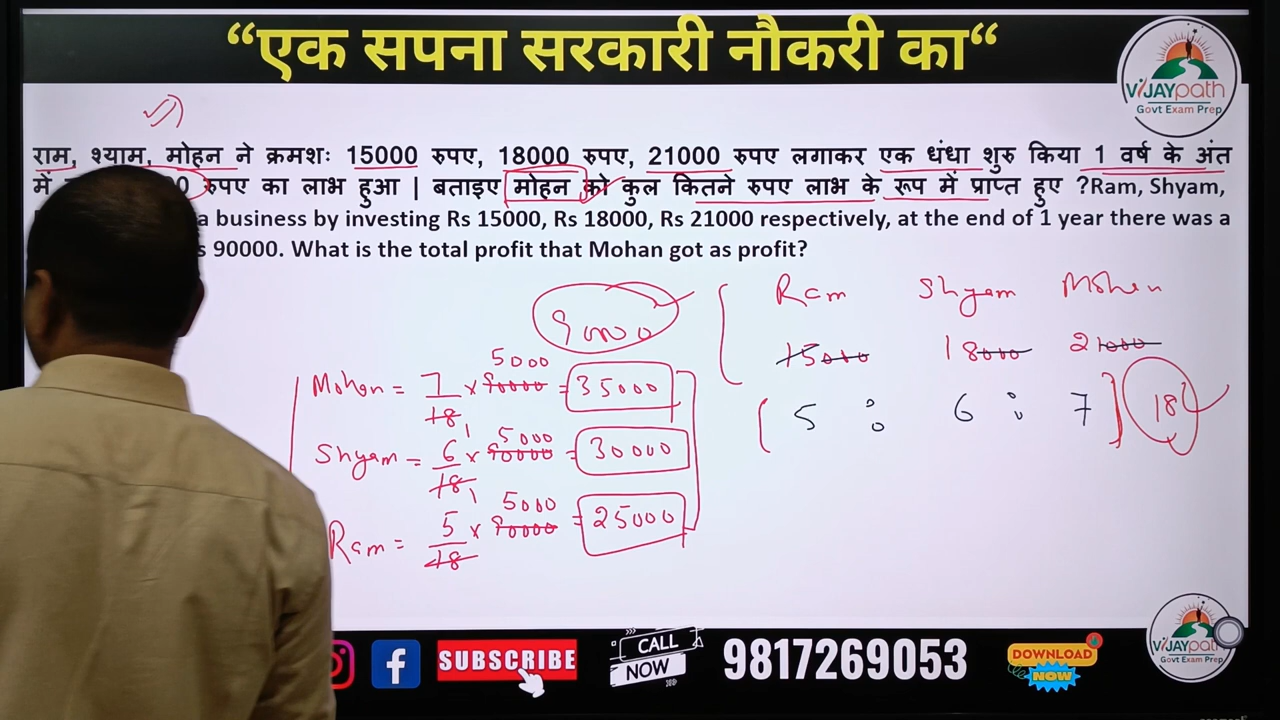 “एक सपना सरकारी नौकरी का“
VIJAYpath
Govt Exam Prep
राम, श्याम, मोहन ने क्रमशः 15000 रुपए, 18000 रुपए, 21000 रुपए लगाकर एक धंधा शुरु किया 1 वर्ष के अंत
में रुपए का लाभ हुआ | बताइए मोहन को कुल कितने रुपए लाभ के रूप में प्राप्त हुए ?Ram, Shyam,
a business by investing Rs 15000, Rs 18000, Rs 21000 respectively, at the end of 1 year there was a
90000. What is the total profit that Mohan got as profit?
90000
Ram Shyam Mohen
15000 18000 21000
5 : 6 : 7 18
Mohen = 7/18 × 90000 5000 = 35000
Shyam = 6/18 × 90000 5000 = 30000
Ram = 5/18 × 90000 5000 = 25000
SUBSCRIBE
CALL NOW
9817269053
DOWNLOAD NOW
VIJAYpath
Govt Exam Prep